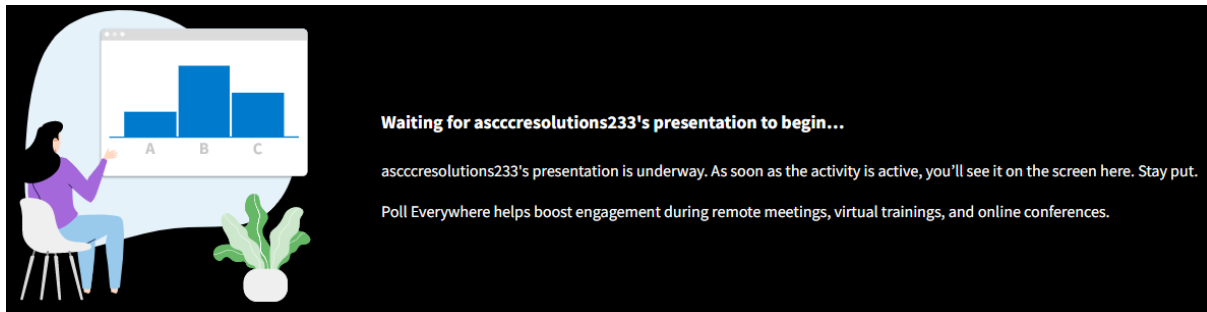 A B C
Waiting for ascccresolutions233's presentation to begin...
ascccresolutions233's presentation is underway. As soon as the activity is active, you’ll see it on the screen here. Stay put.
Poll Everywhere helps boost engagement during remote meetings, virtual trainings, and online conferences.